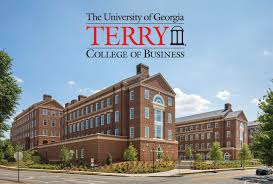 The University of Georgia
TERRY
College of Business